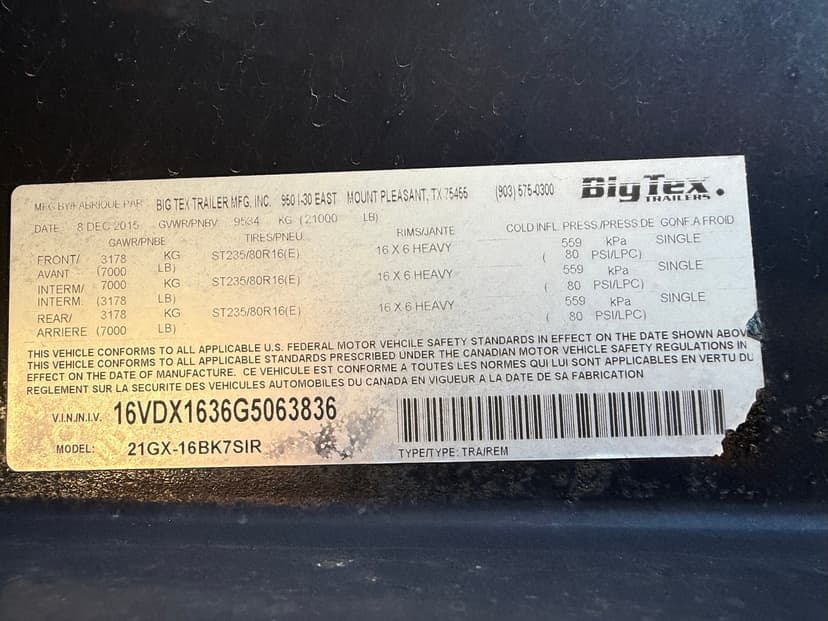 MFG BY/FABRIQUE PAR BIG TEX TRAILER MFG. INC. 950 I-30 EAST MOUNT PLEASANT, TX 75455 (903) 575-0300 Big Tex.
TRAILERS
DATE 8 DEC 2015 GVWR/PNBV 9534 KG (21000 LB)
GAWR/PNBE TIRES/PNEU RIMS/JANTE COLD INFL. PRESS/PRESS DE GONF.A FROID
FRONT/ 3178 KG ST235/80R16(E) 16 X 6 HEAVY 559 kPa SINGLE
AVANT (7000 LB) ( 80 PSI/LPC)
INTERM/ 7000 KG ST235/80R16(E) 16 X 6 HEAVY 559 kPa SINGLE
INTERM (3178 LB) ( 80 PSI/LPC)
REAR/ 3178 KG ST235/80R16(E) 16 X 6 HEAVY 559 kPa SINGLE
ARRIERE (7000 LB) ( 80 PSI/LPC)
THIS VEHICLE CONFORMS TO ALL APPLICABLE U.S. FEDERAL MOTOR VEHCILE SAFETY STANDARDS IN EFFECT ON THE DATE SHOWN ABOV
THIS VEHICLE CONFORMS TO ALL APPLICABLE STANDARDS PRESCRIBED UNDER THE CANADIAN MOTOR VEHICLE SAFETY REGULATIONS IN
EFFECT ON THE DATE OF MANUFACTURE. CE VEHICULE EST CONFORME A TOUTES LES NORMES QUI LUI SONT APPLICABLES EN VERTU DU
REGLEMENT SUR LA SECURITE DES VEHICULES AUTOMOBILES DU CANADA EN VIGUEUR A LA DATE DE SA FABRICATION
V.I.N./N.I.V. 16VDX1636G5063836
MODEL: 21GX-16BK7SIR TYPE/TYPE: TRA/REM